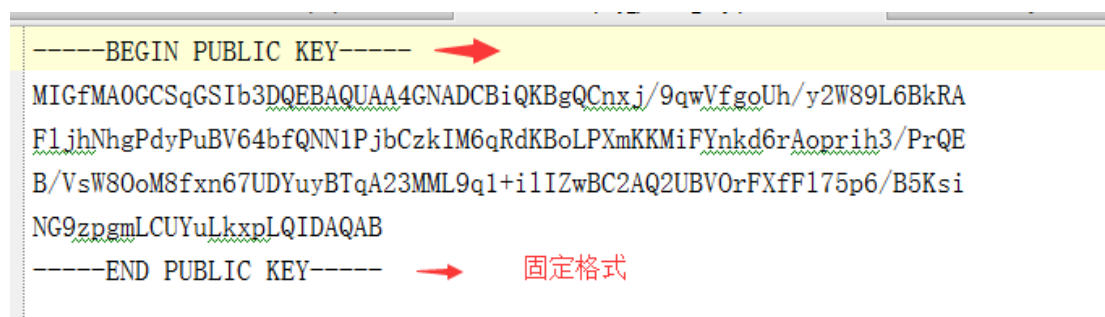 -----BEGIN PUBLIC KEY-----
MIGfMA0GCSqGSIb3DQEBAQUAA4GNADCBiQKBgQCnxj/9qwVfgoUh/y2W89L6BkRA
FljhNhgPdyPuBV64bfQNN1PjbCzkIM6qRdKBoLPXmKKMiFYnkd6rAoprih3/PrQE
B/VsW8OoM8fxn67UDYuyBTqA23MML9q1+ilIZwBC2AQ2UBVOrFXfFl75p6/B5Ksi
NG9zpgmLCUYuLkxpLQIDAQAB
-----END PUBLIC KEY----- 固定格式